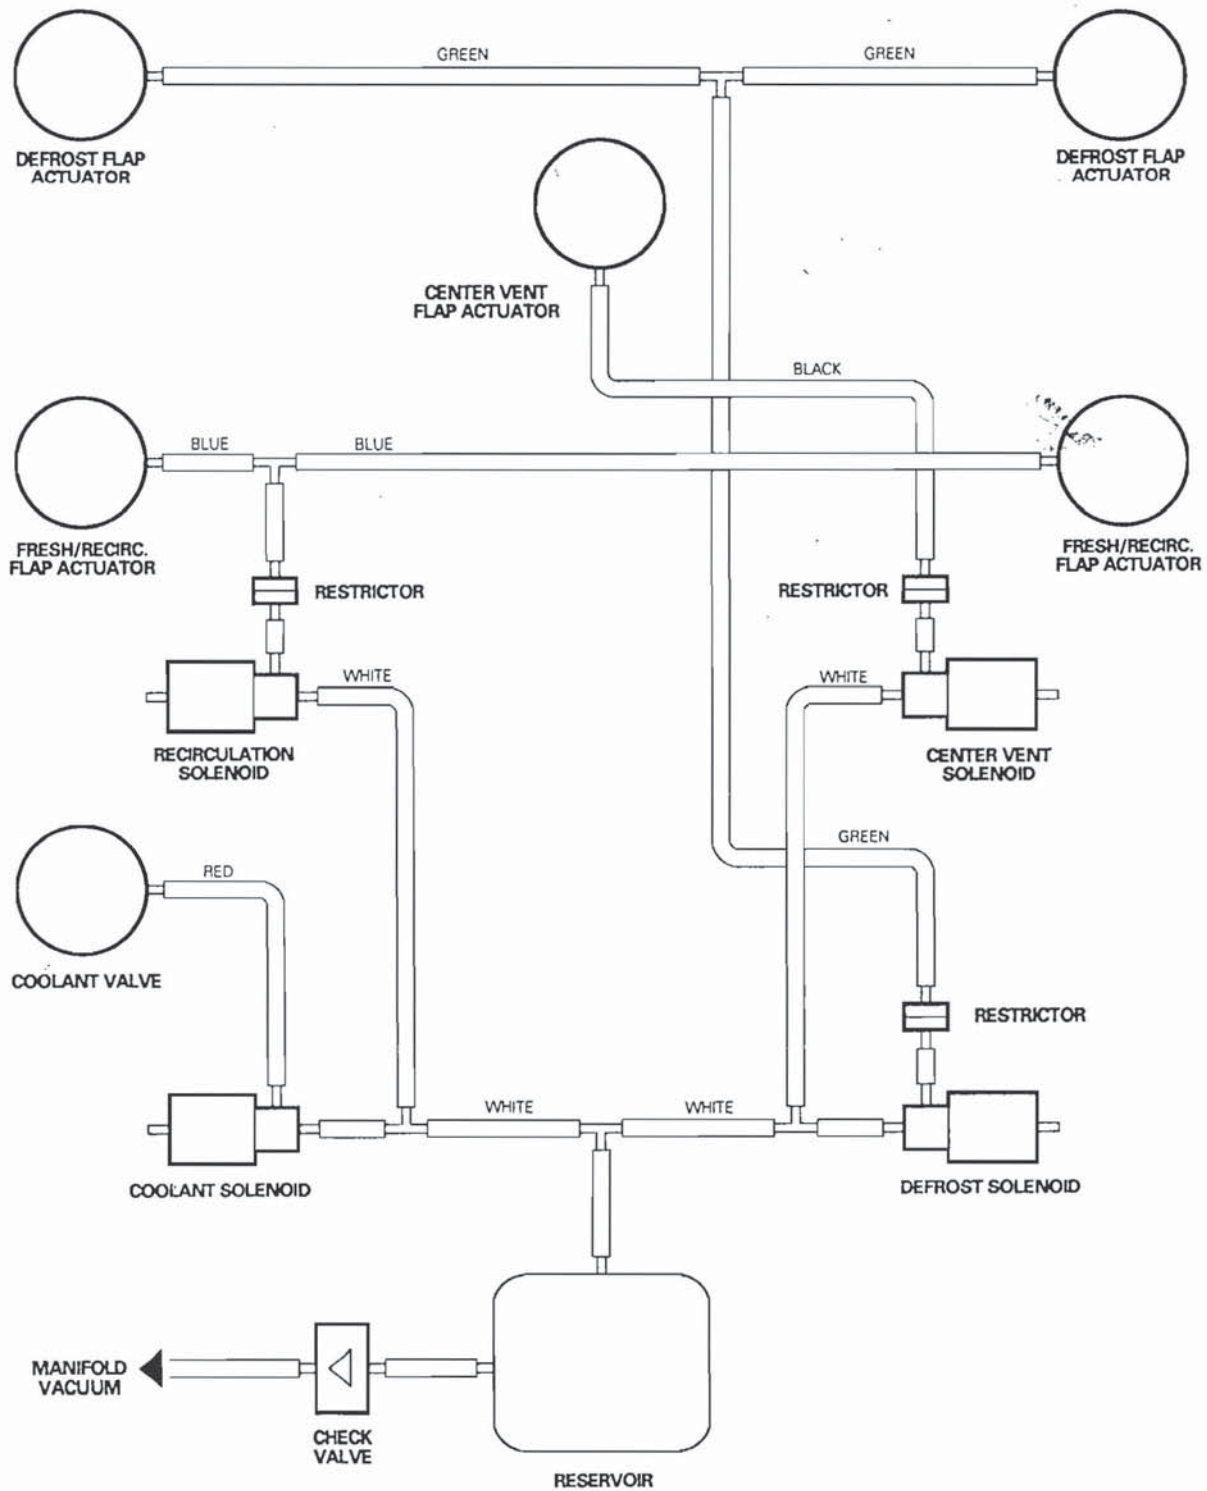 GREEN
GREEN
DEFROST FLAP
ACTUATOR
DEFROST FLAP
ACTUATOR
CENTER VENT
FLAP ACTUATOR
BLACK
BLUE
BLUE
FRESH/RECIRC.
FLAP ACTUATOR
FRESH/RECIRC.
FLAP ACTUATOR
RESTRICTOR
RESTRICTOR
WHITE
WHITE
RECIRCULATION
SOLENOID
CENTER VENT
SOLENOID
GREEN
RED
COOLANT VALVE
RESTRICTOR
WHITE
WHITE
COOLANT SOLENOID
DEFROST SOLENOID
MANIFOLD
VACUUM
CHECK
VALVE
RESERVOIR